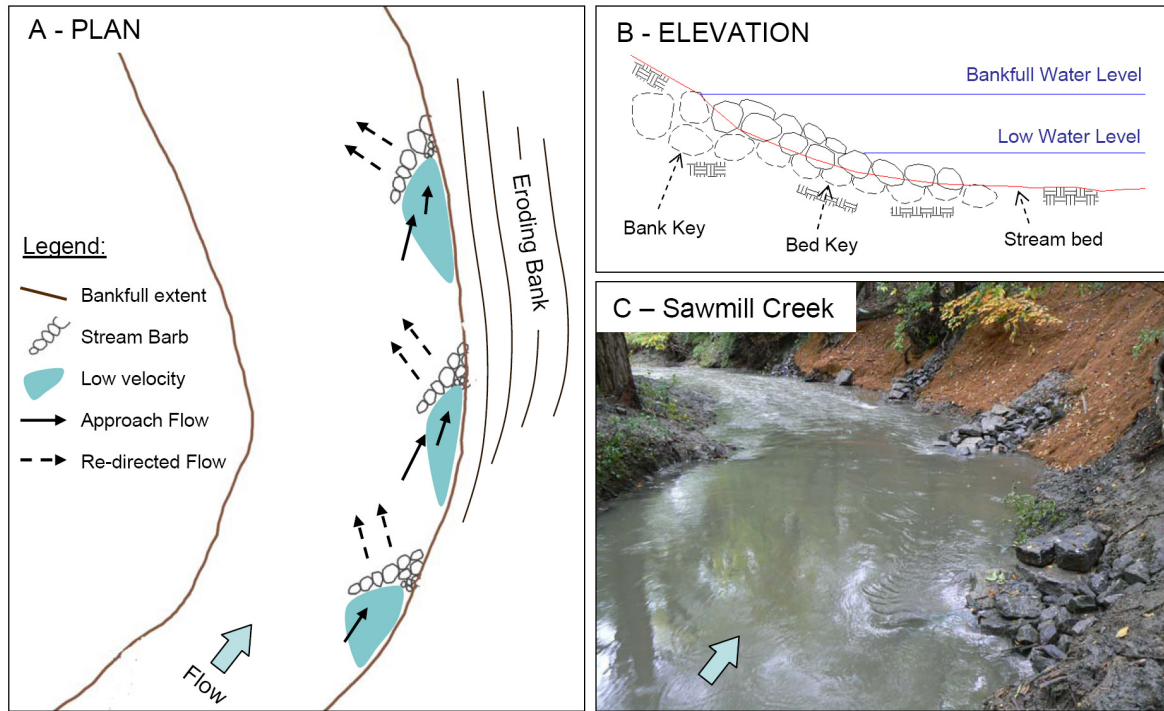 A - PLAN
Eroding Bank
Legend:
Bankfull extent
Stream Barb
Low velocity
Approach Flow
Re-directed Flow
Flow
B - ELEVATION
Bankfull Water Level
Low Water Level
Bank Key
Bed Key
Stream bed
C – Sawmill Creek